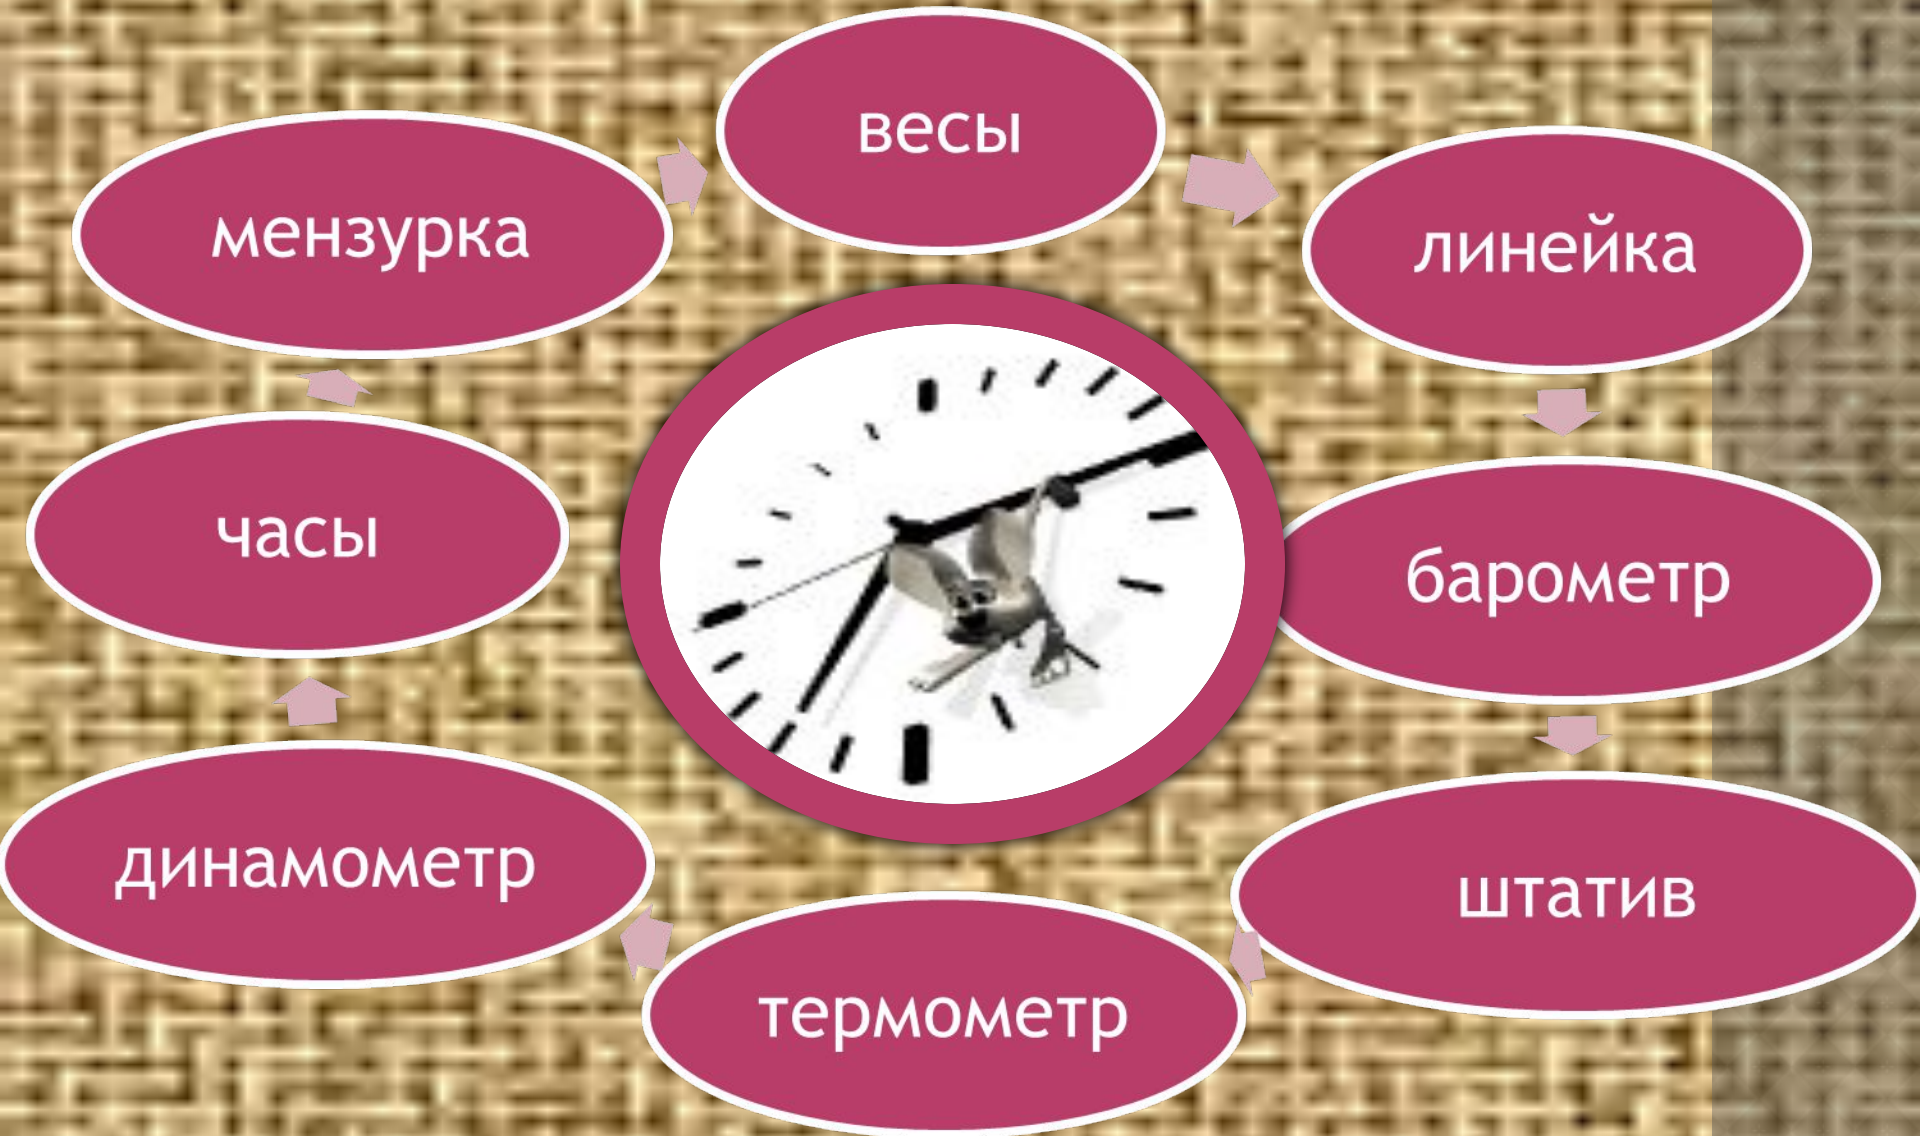 весы
линейка
барометр
штатив
термометр
динамометр
часы
мензурка